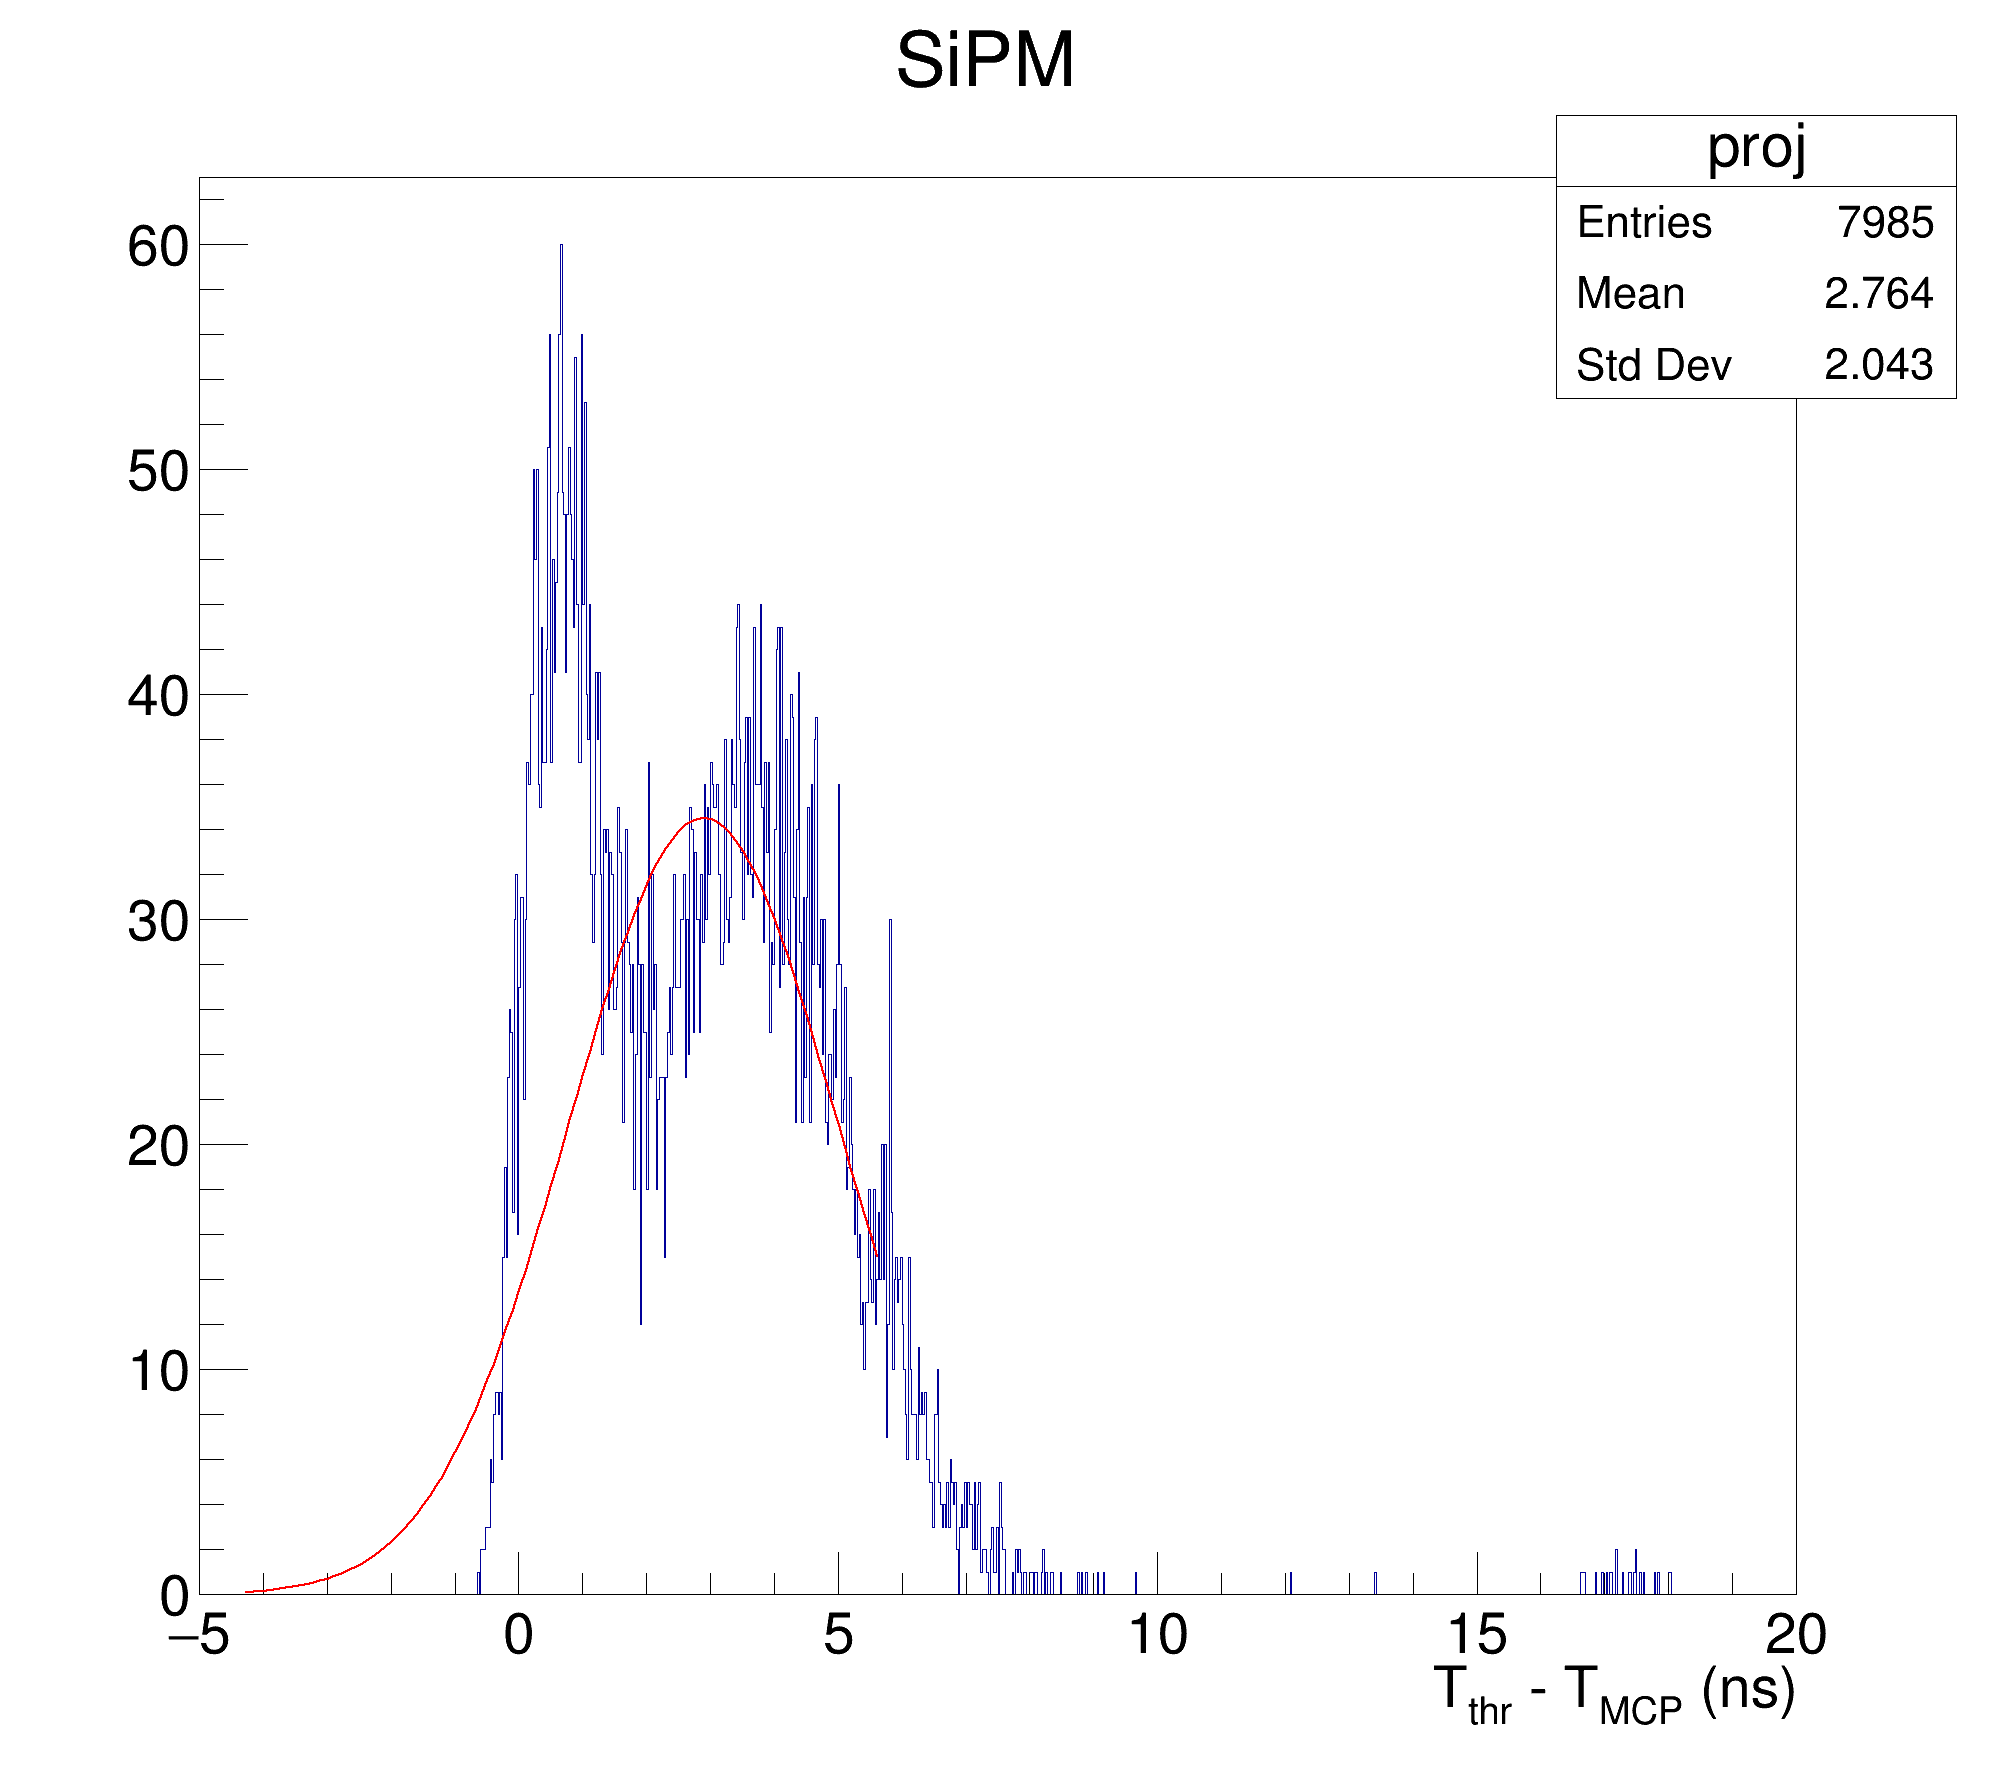 SiPM
proj
Entries 7985
Mean 2.764
Std Dev 2.043
60
50
40
30
20
10
0
−5 0 5 10 15 20
T_thr - T_MCP (ns)